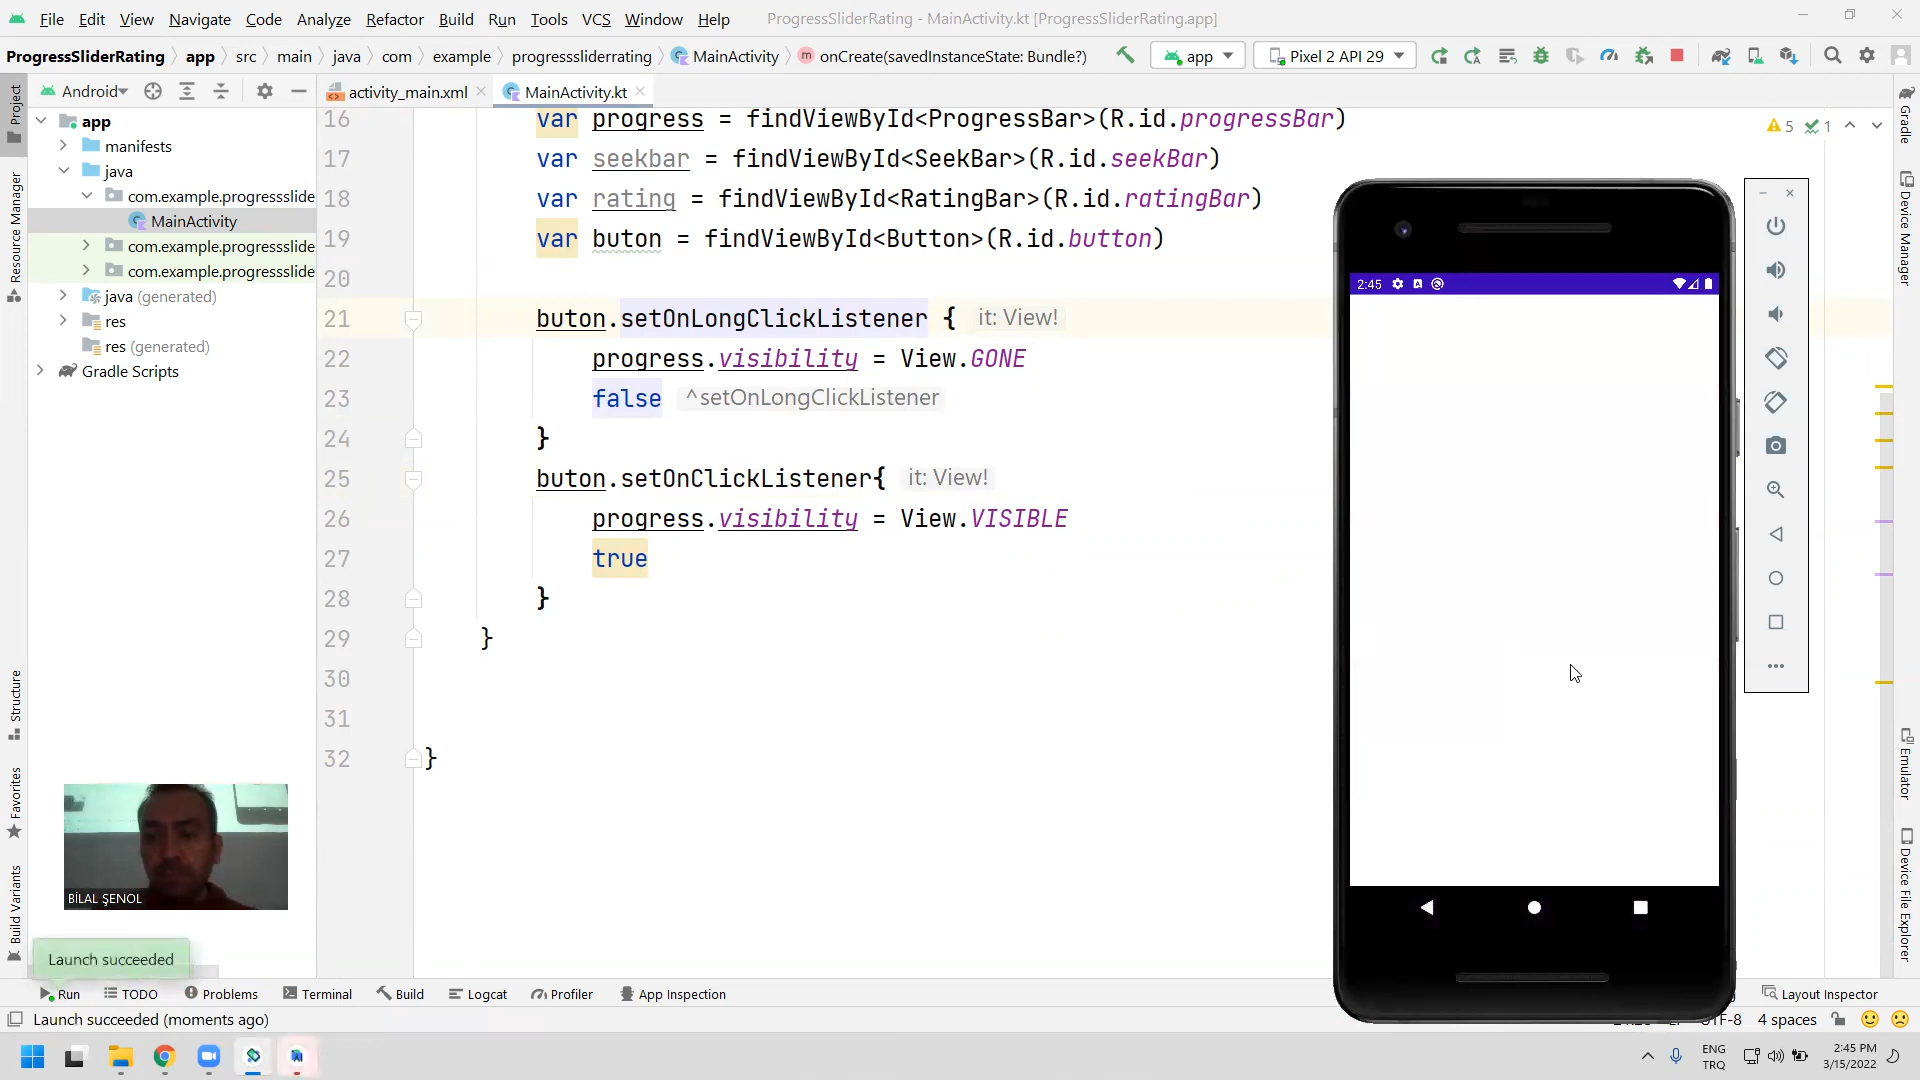 File Edit View Navigate Code Analyze Refactor Build Run Tools VCS Window Help ProgressSliderRating - MainActivity.kt [ProgressSliderRating.app]
ProgressSliderRating app src main java com example progresssliderrating MainActivity onCreate(savedInstanceState: Bundle?) app Pixel 2 API 29
Android
activity_main.xml
MainActivity.kt
app
manifests
java
com.example.progressslide
MainActivity
com.example.progressslide
com.example.progressslide
java (generated)
res
res (generated)
Gradle Scripts
Project
Resource Manager
Structure
Favorites
Build Variants
16 var progress = findViewById<ProgressBar>(R.id.progressBar)
17 var seekbar = findViewById<SeekBar>(R.id.seekBar)
18 var rating = findViewById<RatingBar>(R.id.ratingBar)
19 var buton = findViewById<Button>(R.id.button)
20
21 buton.setOnLongClickListener { it: View!
22 progress.visibility = View.GONE
23 false ^setOnLongClickListener
24 }
25 buton.setOnClickListener{ it: View!
26 progress.visibility = View.VISIBLE
27 true
28 }
29 }
30
31
32 }
5 1
2:45
Gradle
Device Manager
Emulator
Device File Explorer
BİLAL ŞENOL
Launch succeeded
Run TODO Problems Terminal Build Logcat Profiler App Inspection Layout Inspector
Launch succeeded (moments ago) UTF-8 4 spaces
ENG
TRQ
2:45 PM
3/15/2022